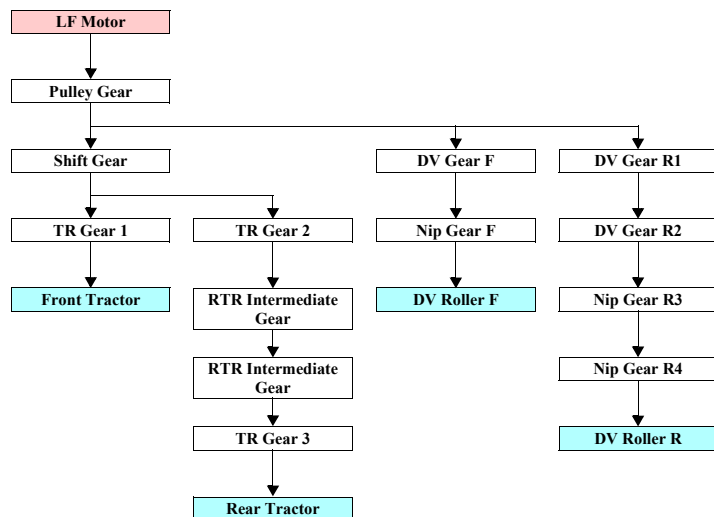 LF Motor
Pulley Gear
Shift Gear
DV Gear F
DV Gear R1
TR Gear 1
TR Gear 2
Nip Gear F
DV Gear R2
Front Tractor
RTR Intermediate
Gear
DV Roller F
Nip Gear R3
RTR Intermediate
Gear
Nip Gear R4
TR Gear 3
DV Roller R
Rear Tractor